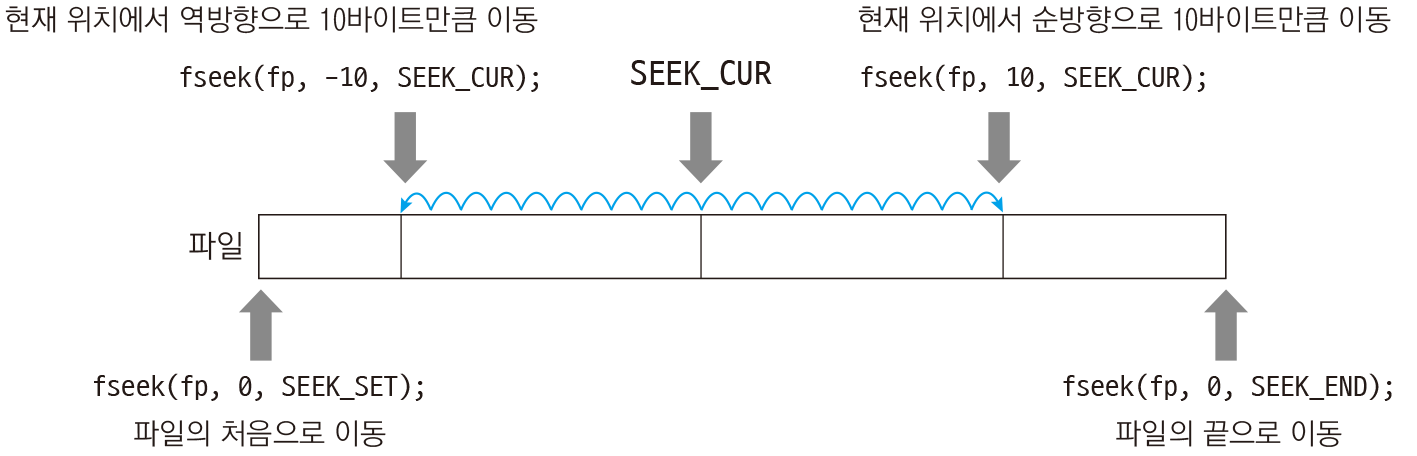 현재 위치에서 역방향으로 10바이트만큼 이동
현재 위치에서 순방향으로 10바이트만큼 이동
fseek(fp, -10, SEEK_CUR);
SEEK_CUR
fseek(fp, 10, SEEK_CUR);
파일
fseek(fp, 0, SEEK_SET);
fseek(fp, 0, SEEK_END);
파일의 처음으로 이동
파일의 끝으로 이동